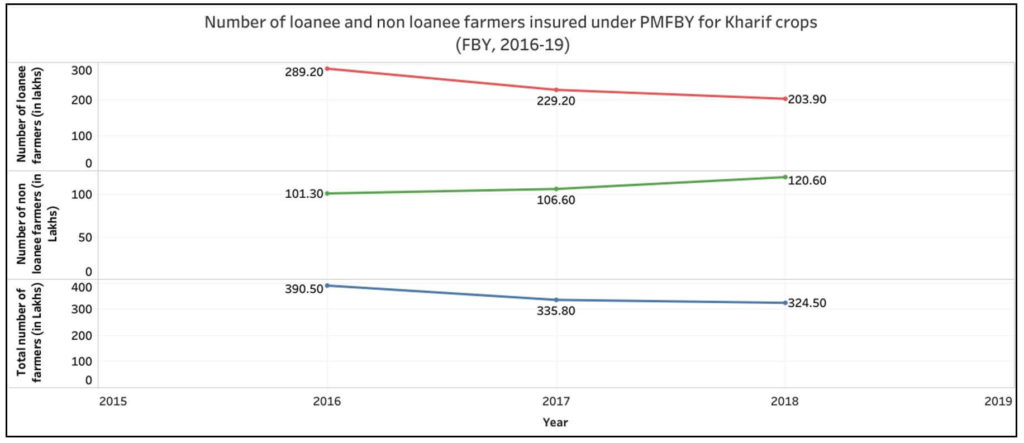 Number of loanee and non loanee farmers insured under PMFBY for Kharif crops
(FBY, 2016-19)
Number of loanee
farmers (in lakhs)
300
200
100
0
289.20
229.20
203.90
Number of non
loanee farmers (in
Lakhs)
100
50
0
101.30
106.60
120.60
Total number of
farmers (in Lakhs)
400
300
200
100
0
390.50
335.80
324.50
2015
2016
2017
2018
2019
Year